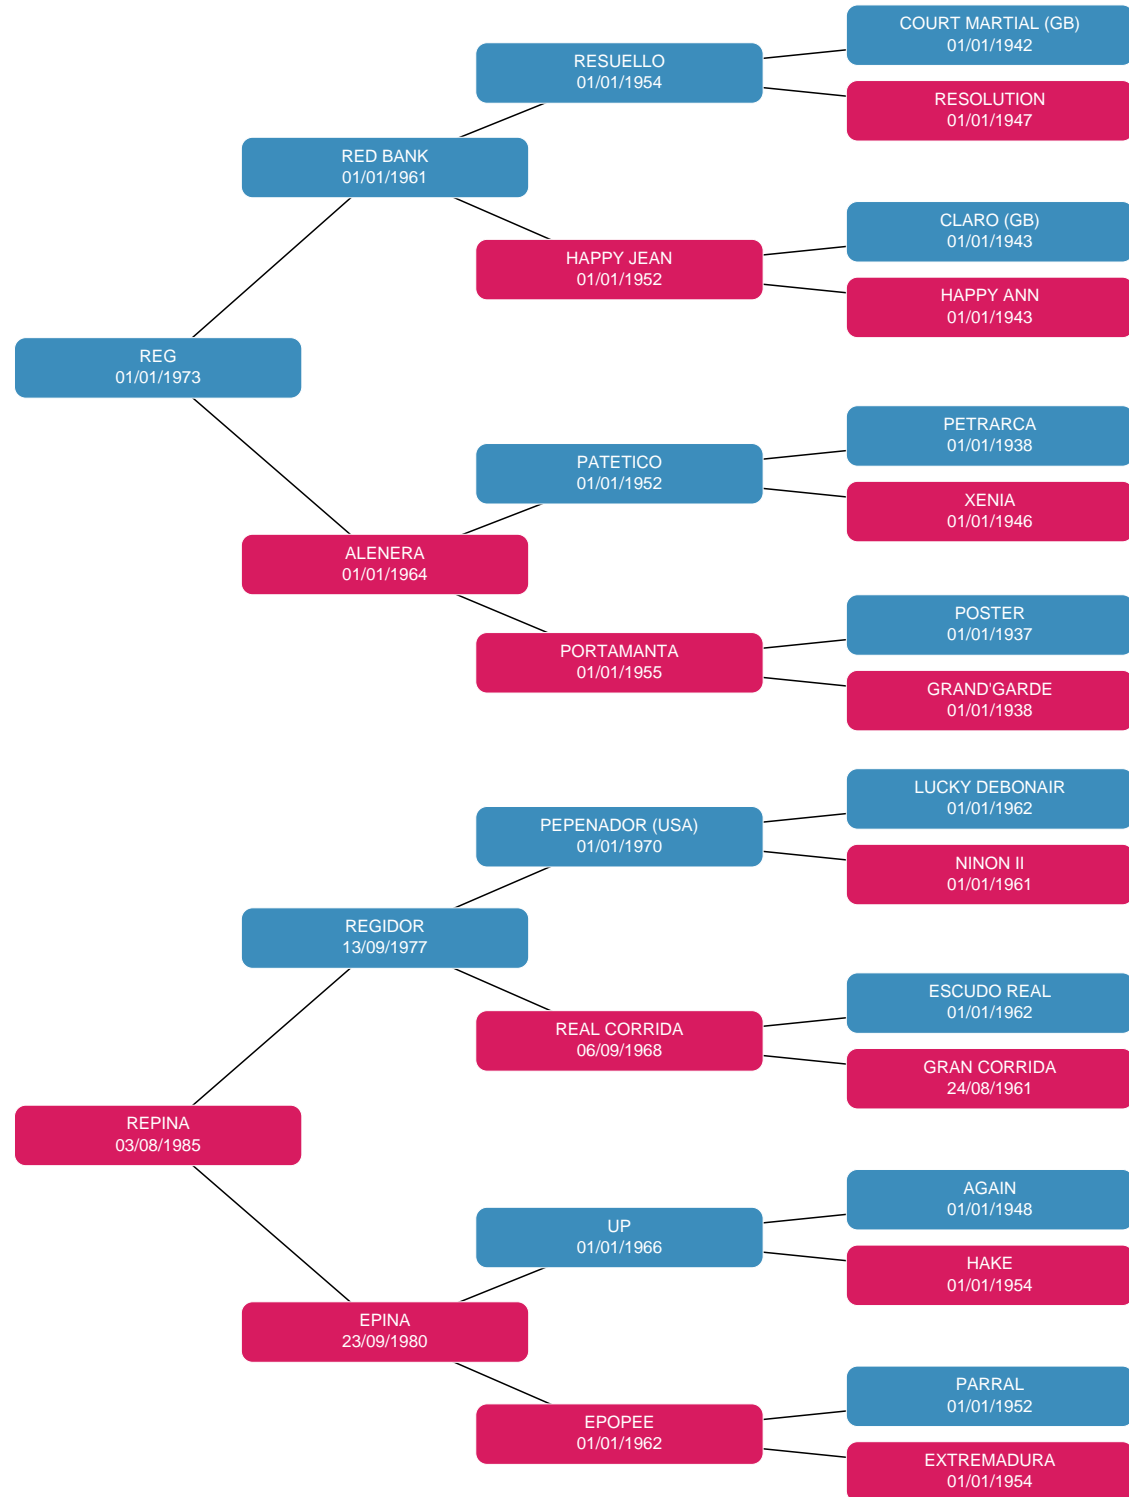 COURT MARTIAL (GB)
01/01/1942
RESUELLO
01/01/1954
RESOLUTION
01/01/1947
RED BANK
01/01/1961
CLARO (GB)
01/01/1943
HAPPY JEAN
01/01/1952
HAPPY ANN
01/01/1943
REG
01/01/1973
PETRARCA
01/01/1938
PATETICO
01/01/1952
XENIA
01/01/1946
ALENERA
01/01/1964
POSTER
01/01/1937
PORTAMANTA
01/01/1955
GRAND'GARDE
01/01/1938
LUCKY DEBONAIR
01/01/1962
PEPENADOR (USA)
01/01/1970
NINON II
01/01/1961
REGIDOR
13/09/1977
ESCUDO REAL
01/01/1962
REAL CORRIDA
06/09/1968
GRAN CORRIDA
24/08/1961
REPINA
03/08/1985
AGAIN
01/01/1948
UP
01/01/1966
HAKE
01/01/1954
EPINA
23/09/1980
PARRAL
01/01/1952
EPOPEE
01/01/1962
EXTREMADURA
01/01/1954